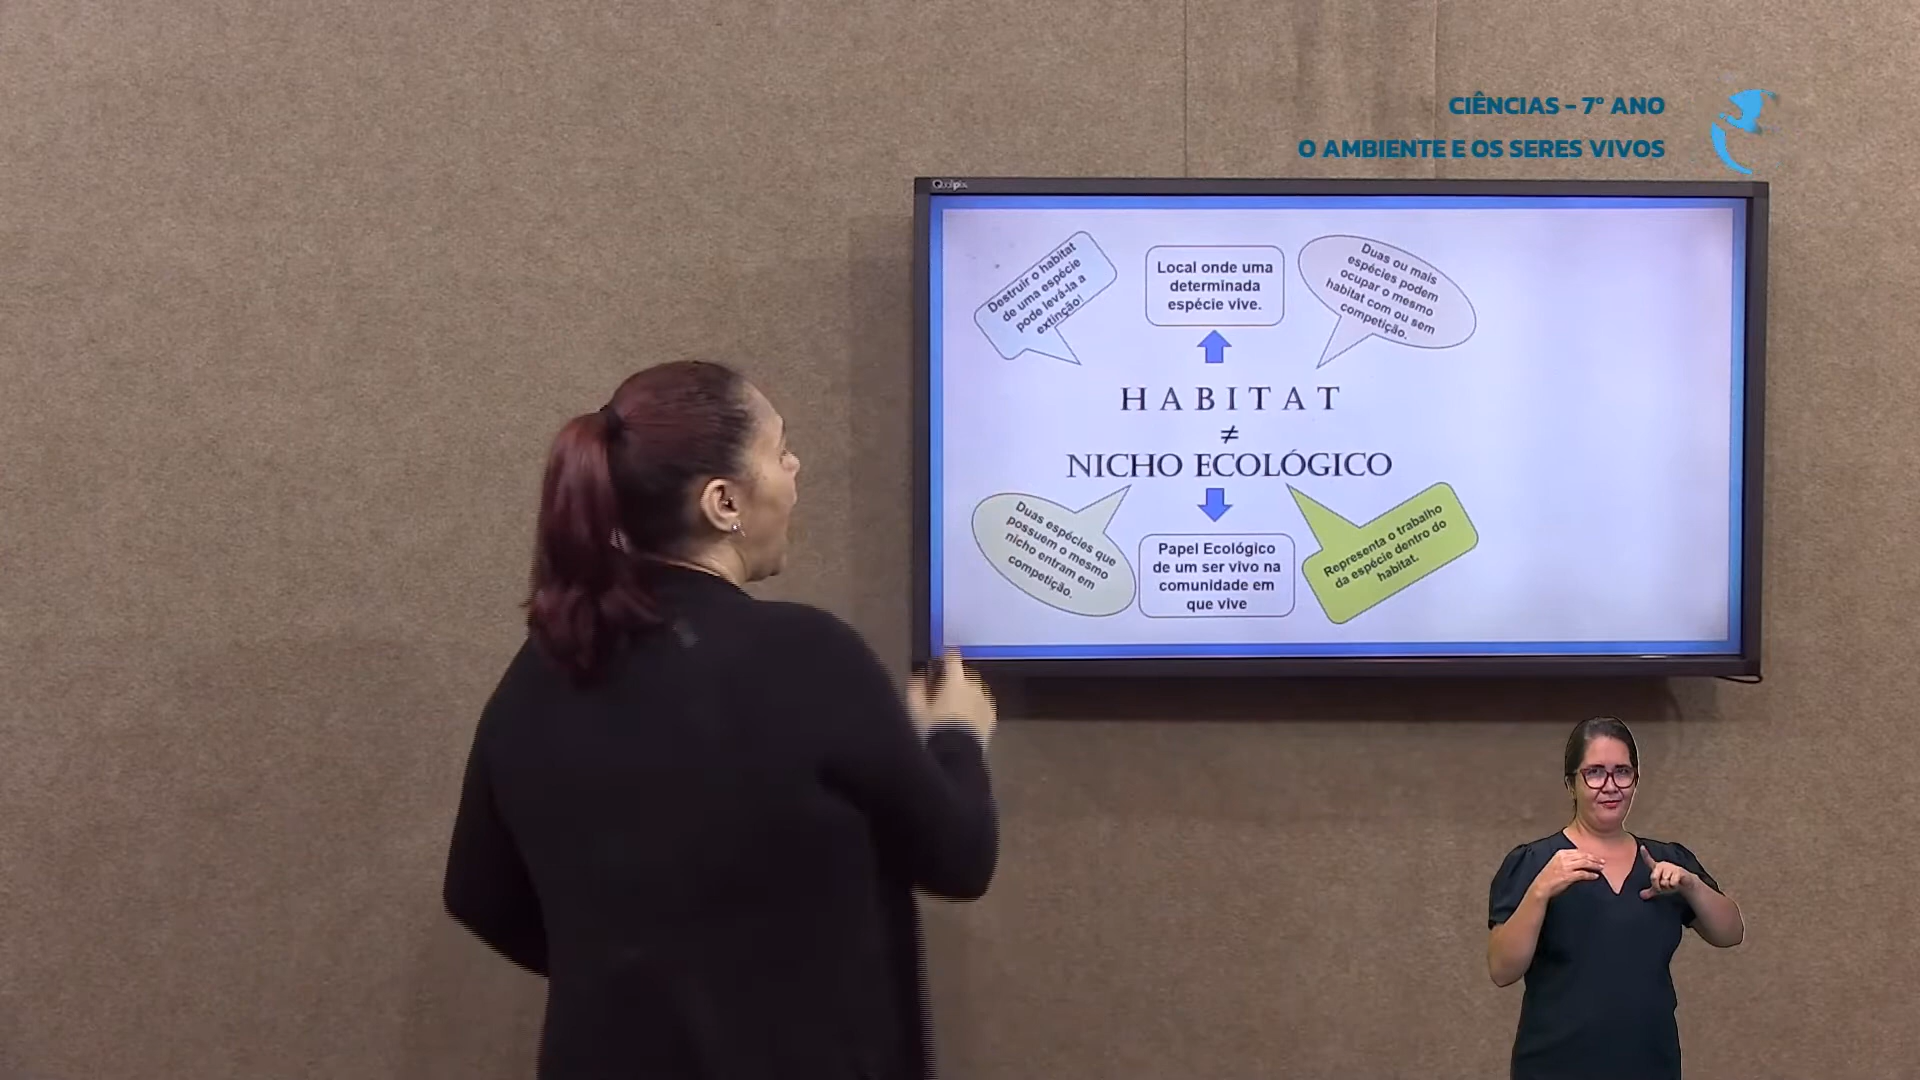 CIÊNCIAS – 7º ANO
O AMBIENTE E OS SERES VIVOS
Qualipix
Destruir o habitat
de uma espécie
pode levá-la a
extinção!
Local onde uma
determinada
espécie vive.
Duas ou mais
espécies podem
ocupar o mesmo
habitat com ou sem
competição.
HABITAT
≠
NICHO ECOLÓGICO
Duas espécies que
possuem o mesmo
nicho entram em
competição.
Papel Ecológico
de um ser vivo na
comunidade em
que vive
Representa o trabalho
da espécie dentro do
habitat.